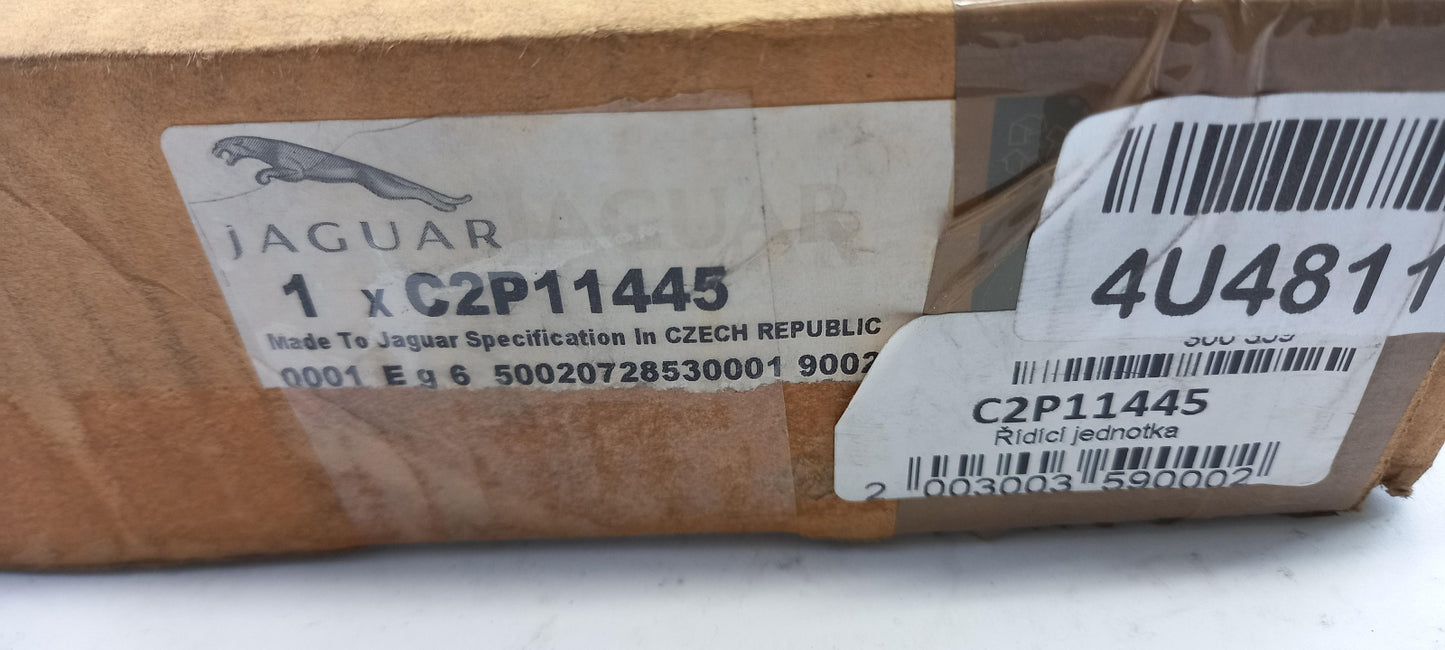 JAGUAR
1 x C2P11445
Made To Jaguar Specification In CZECH REPUBLIC
0001 E g 6 50020728530001 9002
4U4811
C2P11445
Řídící jednotka
2 003003 590002